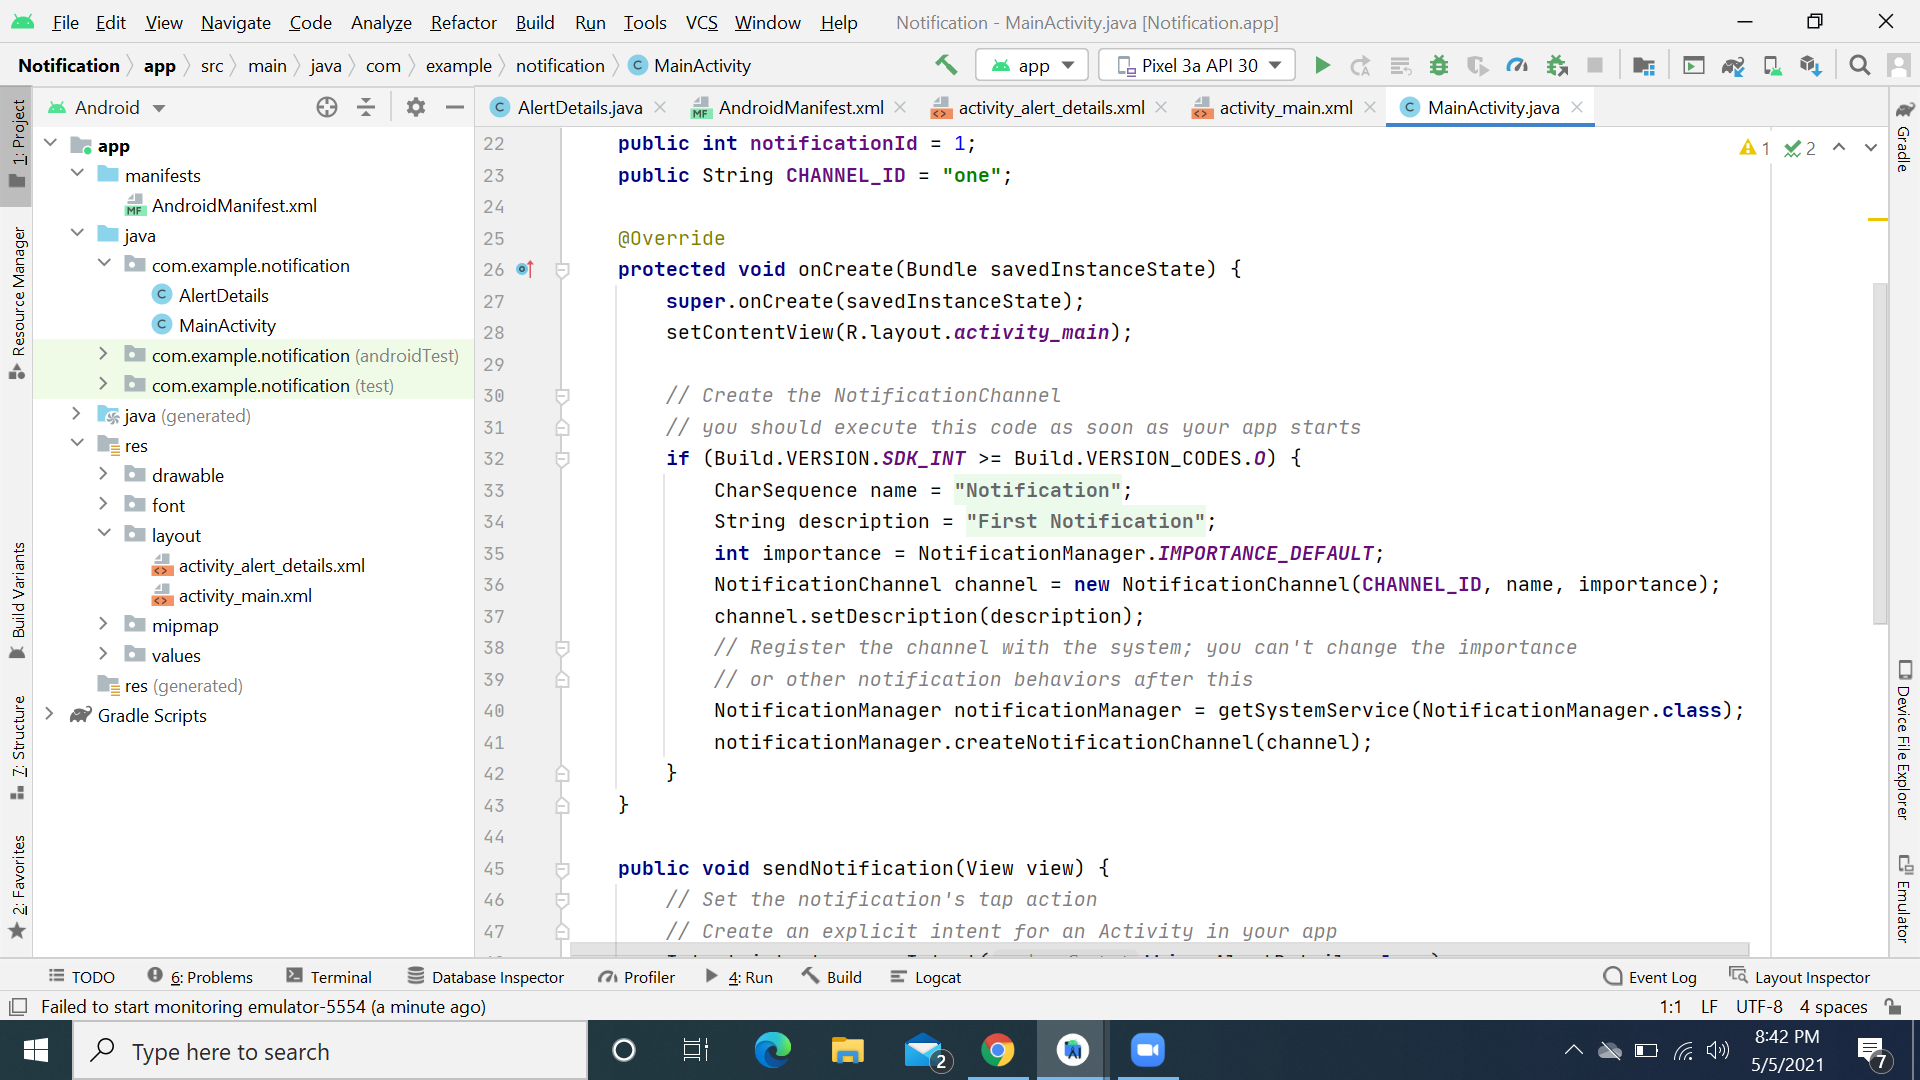 File Edit View Navigate Code Analyze Refactor Build Run Tools VCS Window Help Notification - MainActivity.java [Notification.app]
Notification app src main java com example notification MainActivity app Pixel 3a API 30
Android
AlertDetails.java AndroidManifest.xml activity_alert_details.xml activity_main.xml MainActivity.java
1: Project
Resource Manager
Build Variants
7: Structure
2: Favorites
app
manifests
AndroidManifest.xml
java
com.example.notification
AlertDetails
MainActivity
com.example.notification (androidTest)
com.example.notification (test)
java (generated)
res
drawable
font
layout
activity_alert_details.xml
activity_main.xml
mipmap
values
res (generated)
Gradle Scripts
22 public int notificationId = 1;
23 public String CHANNEL_ID = "one";
24
25 @Override
26 protected void onCreate(Bundle savedInstanceState) {
27 super.onCreate(savedInstanceState);
28 setContentView(R.layout.activity_main);
29
30 // Create the NotificationChannel
31 // you should execute this code as soon as your app starts
32 if (Build.VERSION.SDK_INT >= Build.VERSION_CODES.O) {
33 CharSequence name = "Notification";
34 String description = "First Notification";
35 int importance = NotificationManager.IMPORTANCE_DEFAULT;
36 NotificationChannel channel = new NotificationChannel(CHANNEL_ID, name, importance);
37 channel.setDescription(description);
38 // Register the channel with the system; you can't change the importance
39 // or other notification behaviors after this
40 NotificationManager notificationManager = getSystemService(NotificationManager.class);
41 notificationManager.createNotificationChannel(channel);
42 }
43 }
44
45 public void sendNotification(View view) {
46 // Set the notification's tap action
47 // Create an explicit intent for an Activity in your app
1 2
Gradle
Device File Explorer
Emulator
TODO 6: Problems Terminal Database Inspector Profiler 4: Run Build Logcat Event Log Layout Inspector
Failed to start monitoring emulator-5554 (a minute ago) 1:1 LF UTF-8 4 spaces
Type here to search
2
8:42 PM
5/5/2021
7